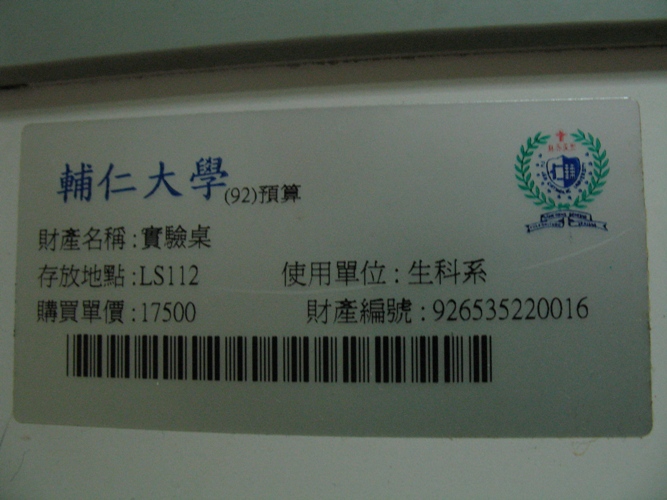 輔仁大學(92)預算
財產名稱:實驗桌
存放地點:LS112 使用單位:生科系
購買單價:17500 財產編號:926535220016